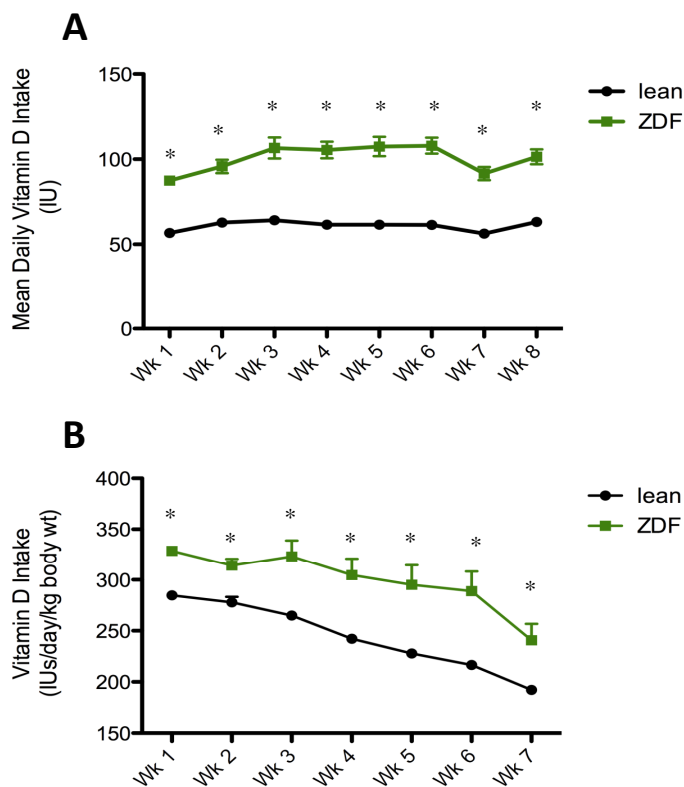 A
Mean Daily Vitamin D Intake
(IU)
150
100
50
0
* * * * * * * *
lean
ZDF
Wk 1 Wk 2 Wk 3 Wk 4 Wk 5 Wk 6 Wk 7 Wk 8
B
Vitamin D Intake
(IUs/day/kg body wt)
400
350
300
250
200
150
* * * * * * *
lean
ZDF
Wk 1 Wk 2 Wk 3 Wk 4 Wk 5 Wk 6 Wk 7